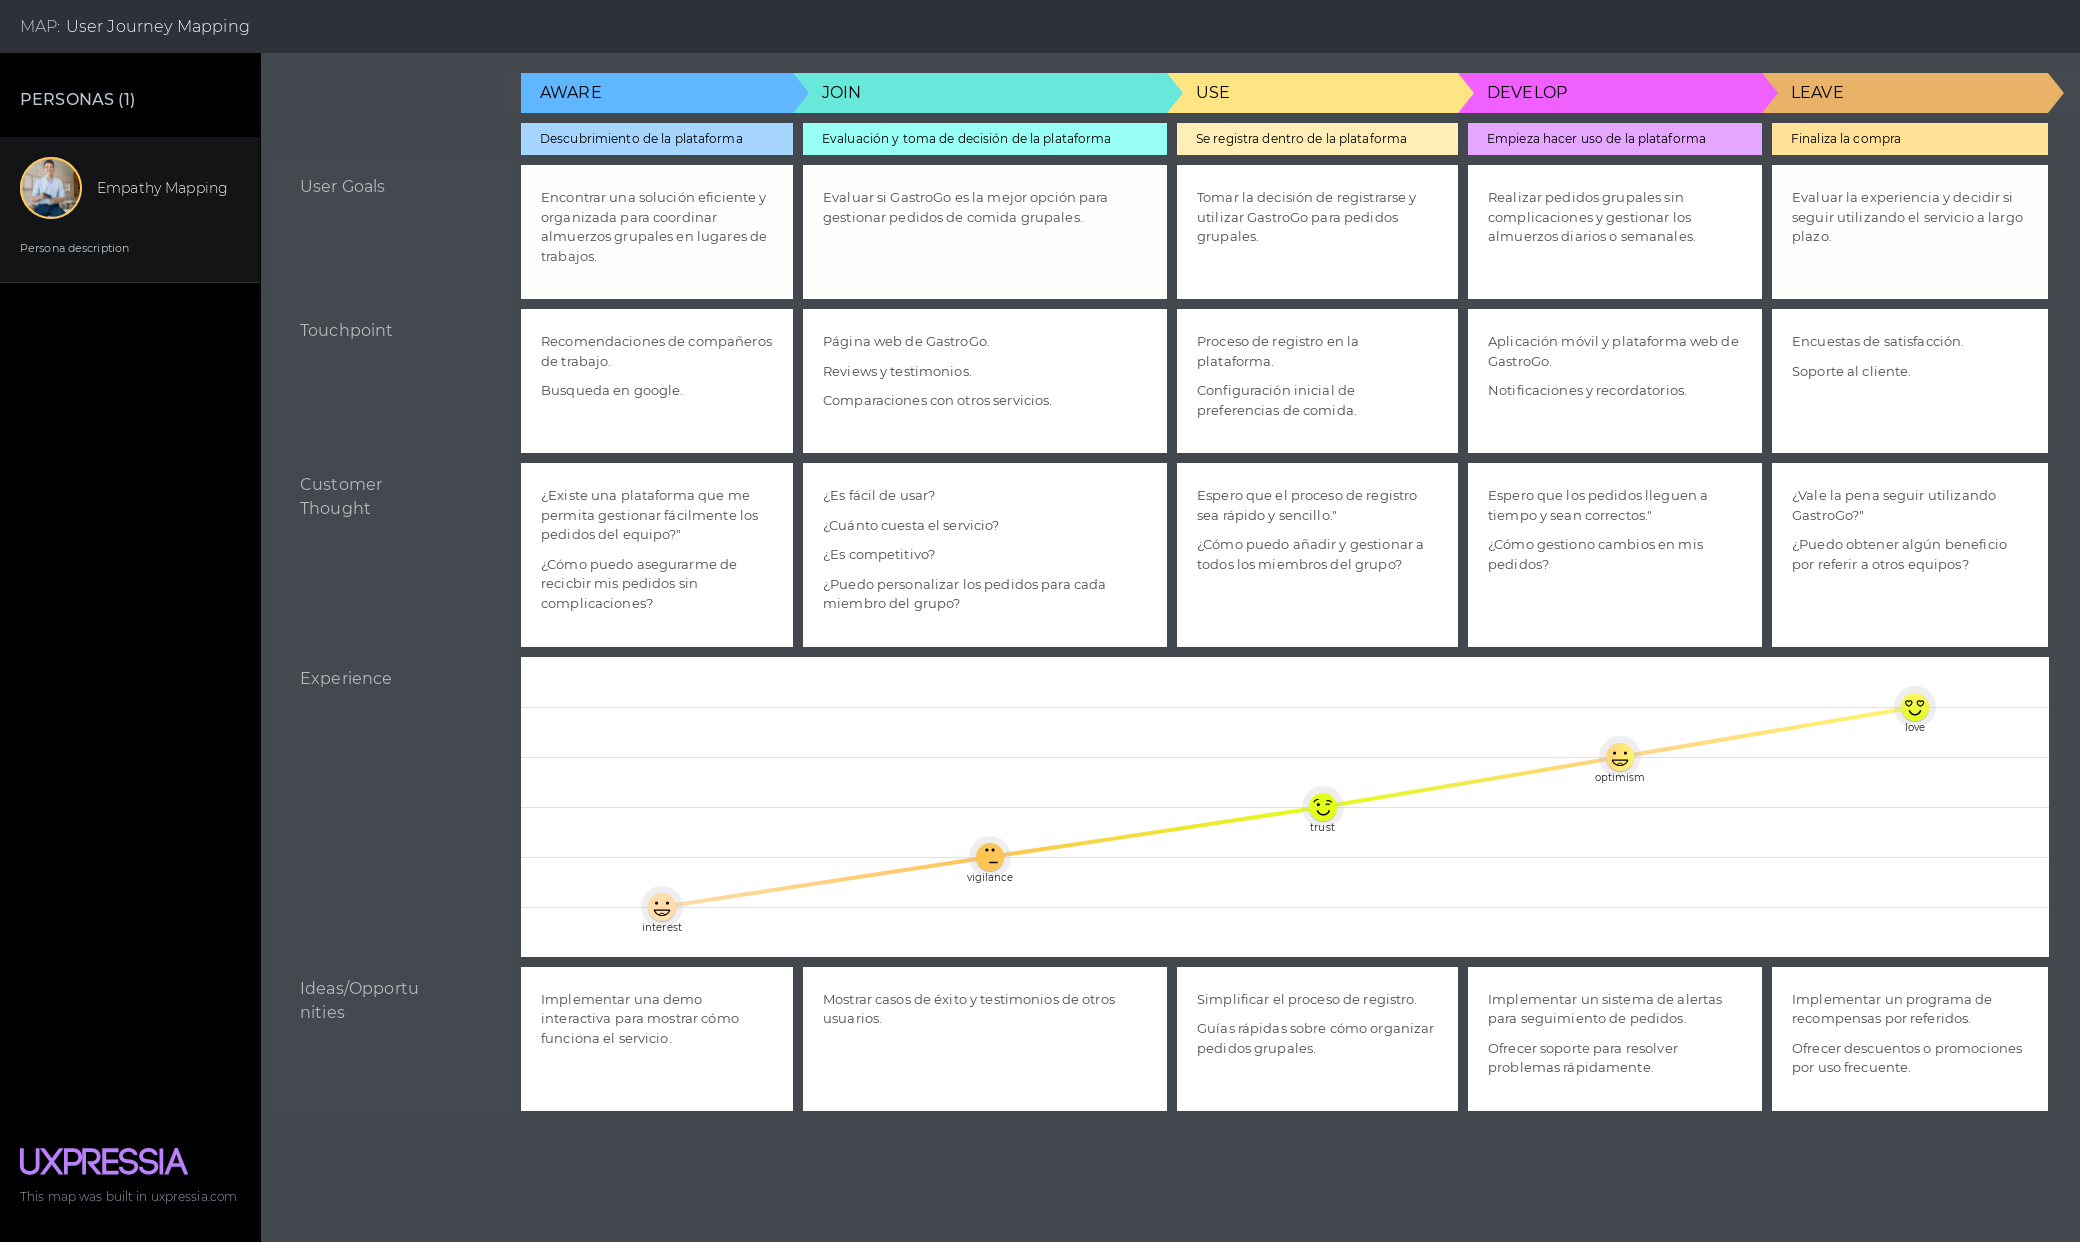 MAP: User Journey Mapping
PERSONAS (1)
Empathy Mapping
Persona description
AWARE
JOIN
USE
DEVELOP
LEAVE
Descubrimiento de la plataforma
Evaluación y toma de decisión de la plataforma
Se registra dentro de la plataforma
Empieza hacer uso de la plataforma
Finaliza la compra
User Goals
Encontrar una solución eficiente y
organizada para coordinar
almuerzos grupales en lugares de
trabajos.
Evaluar si GastroGo es la mejor opción para
gestionar pedidos de comida grupales.
Tomar la decisión de registrarse y
utilizar GastroGo para pedidos
grupales.
Realizar pedidos grupales sin
complicaciones y gestionar los
almuerzos diarios o semanales.
Evaluar la experiencia y decidir si
seguir utilizando el servicio a largo
plazo.
Touchpoint
Recomendaciones de compañeros
de trabajo.
Busqueda en google.
Página web de GastroGo.
Reviews y testimonios.
Comparaciones con otros servicios.
Proceso de registro en la
plataforma.
Configuración inicial de
preferencias de comida.
Aplicación móvil y plataforma web de
GastroGo.
Notificaciones y recordatorios.
Encuestas de satisfacción.
Soporte al cliente.
Customer
Thought
¿Existe una plataforma que me
permita gestionar fácilmente los
pedidos del equipo?"
¿Cómo puedo asegurarme de
recicbir mis pedidos sin
complicaciones?
¿Es fácil de usar?
¿Cuánto cuesta el servicio?
¿Es competitivo?
¿Puedo personalizar los pedidos para cada
miembro del grupo?
Espero que el proceso de registro
sea rápido y sencillo."
¿Cómo puedo añadir y gestionar a
todos los miembros del grupo?
Espero que los pedidos lleguen a
tiempo y sean correctos."
¿Cómo gestiono cambios en mis
pedidos?
¿Vale la pena seguir utilizando
GastroGo?"
¿Puedo obtener algún beneficio
por referir a otros equipos?
Experience
interest
vigilance
trust
optimism
love
Ideas/Opportu
nities
Implementar una demo
interactiva para mostrar cómo
funciona el servicio.
Mostrar casos de éxito y testimonios de otros
usuarios.
Simplificar el proceso de registro.
Guías rápidas sobre cómo organizar
pedidos grupales.
Implementar un sistema de alertas
para seguimiento de pedidos.
Ofrecer soporte para resolver
problemas rápidamente.
Implementar un programa de
recompensas por referidos.
Ofrecer descuentos o promociones
por uso frecuente.
UXPRESSIA
This map was built in uxpressia.com